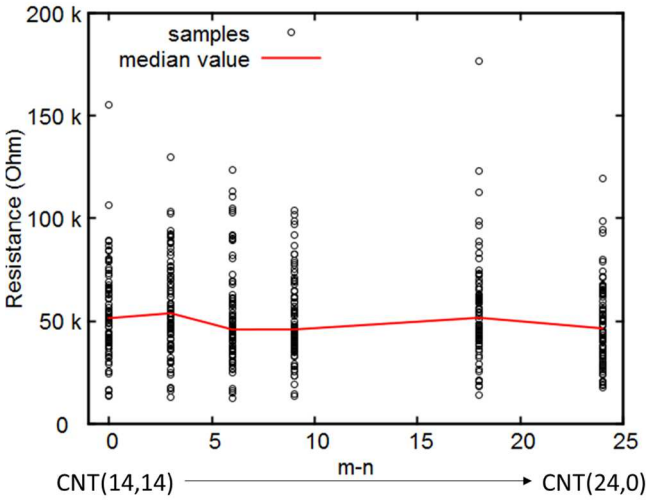 200 k
150 k
100 k
50 k
0
Resistance (Ohm)
samples
median value
0 5 10 15 20 25
m-n
CNT(14,14) CNT(24,0)